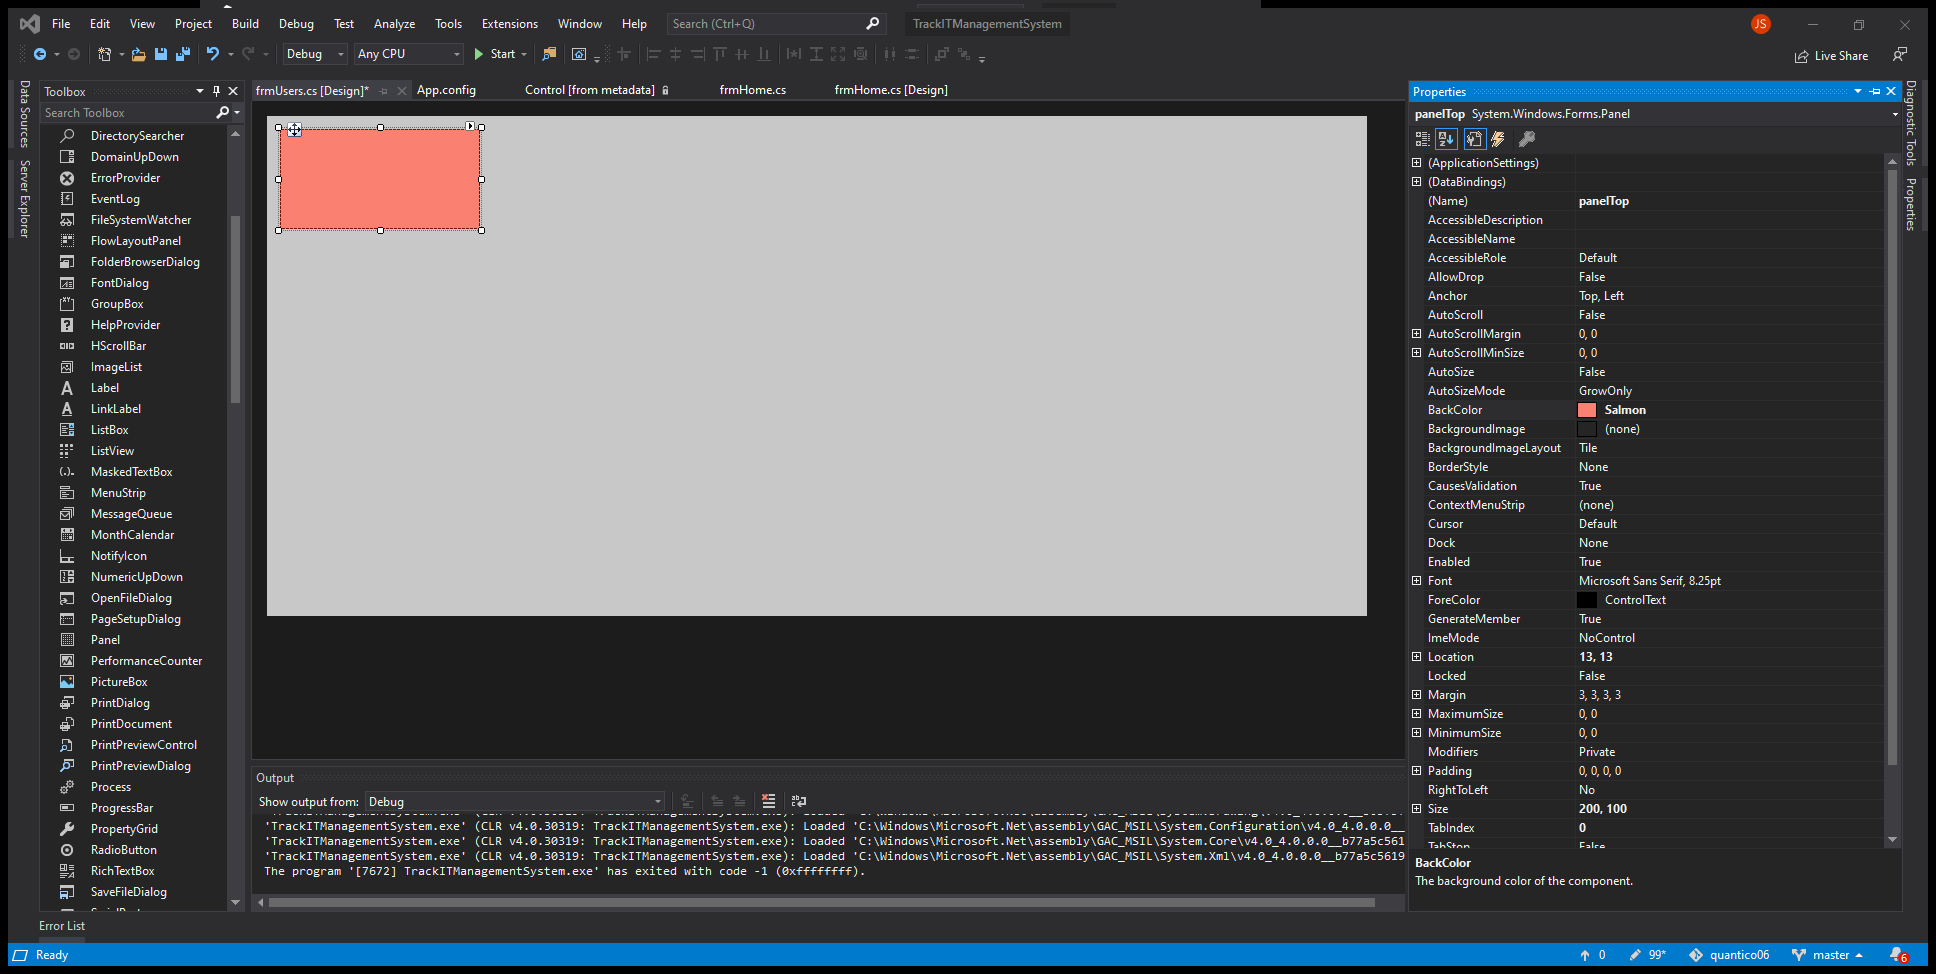 File Edit View Project Build Debug Test Analyze Tools Extensions Window Help Search (Ctrl+Q) TrackITManagementSystem JS
Debug Any CPU Start Live Share
Data Sources
Server Explorer
Toolbox
Search Toolbox
DirectorySearcher
DomainUpDown
ErrorProvider
EventLog
FileSystemWatcher
FlowLayoutPanel
FolderBrowserDialog
FontDialog
GroupBox
HelpProvider
HScrollBar
ImageList
Label
LinkLabel
ListBox
ListView
MaskedTextBox
MenuStrip
MessageQueue
MonthCalendar
NotifyIcon
NumericUpDown
OpenFileDialog
PageSetupDialog
Panel
PerformanceCounter
PictureBox
PrintDialog
PrintDocument
PrintPreviewControl
PrintPreviewDialog
Process
ProgressBar
PropertyGrid
RadioButton
RichTextBox
SaveFileDialog
frmUsers.cs [Design]* App.config Control [from metadata] frmHome.cs frmHome.cs [Design]
Output
Show output from: Debug
'TrackITManagementSystem.exe' (CLR v4.0.30319: TrackITManagementSystem.exe): Loaded 'C:\Windows\Microsoft.Net\assembly\GAC_MSIL\System.Configuration\v4.0_4.0.0.0__
'TrackITManagementSystem.exe' (CLR v4.0.30319: TrackITManagementSystem.exe): Loaded 'C:\Windows\Microsoft.Net\assembly\GAC_MSIL\System.Core\v4.0_4.0.0.0__b77a5c561
'TrackITManagementSystem.exe' (CLR v4.0.30319: TrackITManagementSystem.exe): Loaded 'C:\Windows\Microsoft.Net\assembly\GAC_MSIL\System.Xml\v4.0_4.0.0.0__b77a5c5619
The program '[7672] TrackITManagementSystem.exe' has exited with code -1 (0xffffffff).
Properties
panelTop System.Windows.Forms.Panel
(ApplicationSettings)
(DataBindings)
(Name) panelTop
AccessibleDescription
AccessibleName
AccessibleRole Default
AllowDrop False
Anchor Top, Left
AutoScroll False
AutoScrollMargin 0, 0
AutoScrollMinSize 0, 0
AutoSize False
AutoSizeMode GrowOnly
BackColor Salmon
BackgroundImage (none)
BackgroundImageLayout Tile
BorderStyle None
CausesValidation True
ContextMenuStrip (none)
Cursor Default
Dock None
Enabled True
Font Microsoft Sans Serif, 8.25pt
ForeColor ControlText
GenerateMember True
ImeMode NoControl
Location 13, 13
Locked False
Margin 3, 3, 3, 3
MaximumSize 0, 0
MinimumSize 0, 0
Modifiers Private
Padding 0, 0, 0, 0
RightToLeft No
Size 200, 100
TabIndex 0
TabStop False
BackColor
The background color of the component.
Diagnostic Tools
Properties
Error List
Ready 0 99* quantico06 master 6